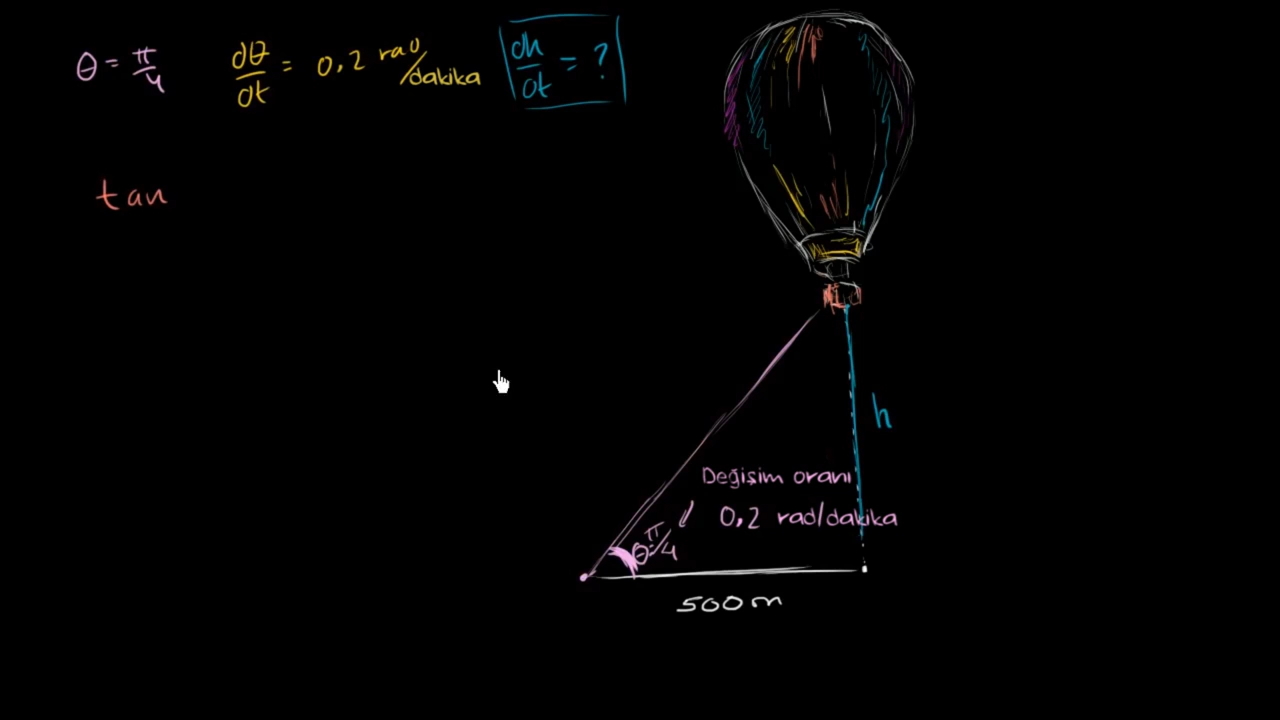 θ = π/4
dθ/dt = 0,2 rad/dakika
dh/dt = ?
tan
h
Değişim oranı
0,2 rad/dakika
θ π/4
500 m